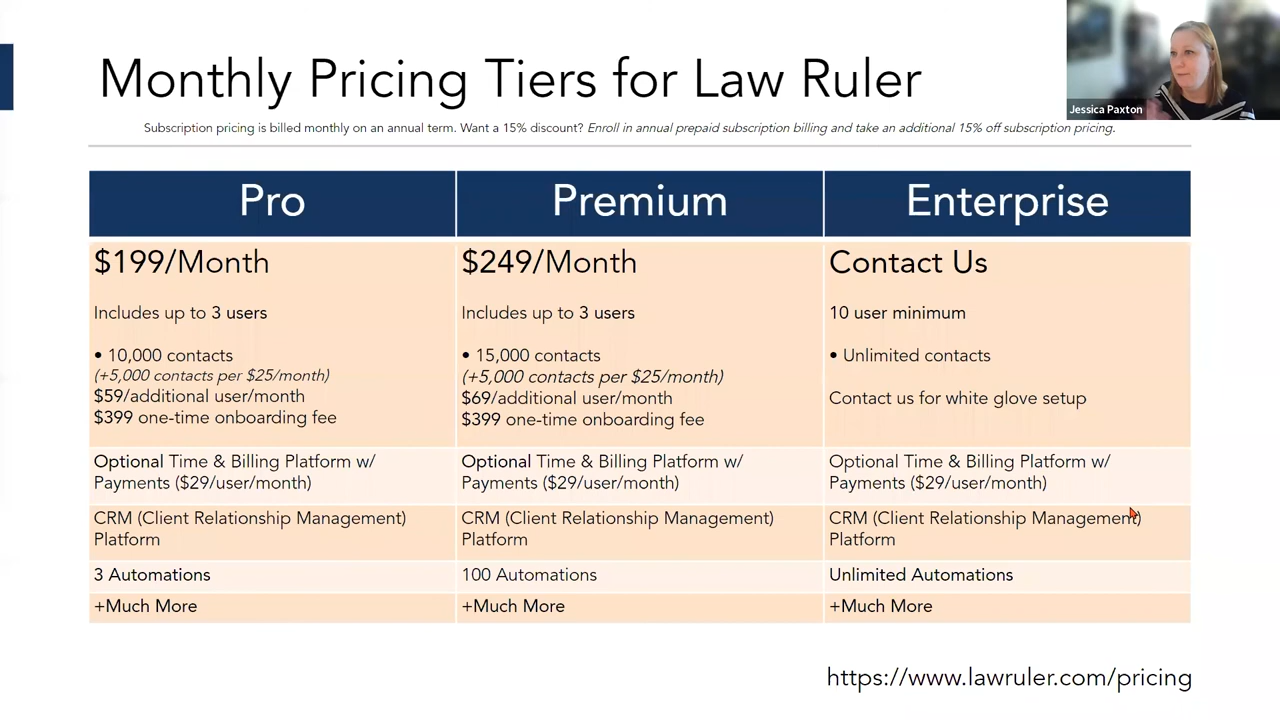 Monthly Pricing Tiers for Law Ruler
Jessica Paxton
Subscription pricing is billed monthly on an annual term. Want a 15% discount? Enroll in annual prepaid subscription billing and take an additional 15% off subscription pricing.
Pro
Premium
Enterprise
$199/Month
Includes up to 3 users
• 10,000 contacts
(+5,000 contacts per $25/month)
$59/additional user/month
$399 one-time onboarding fee
$249/Month
Includes up to 3 users
• 15,000 contacts
(+5,000 contacts per $25/month)
$69/additional user/month
$399 one-time onboarding fee
Contact Us
10 user minimum
• Unlimited contacts
Contact us for white glove setup
Optional Time & Billing Platform w/
Payments ($29/user/month)
Optional Time & Billing Platform w/
Payments ($29/user/month)
Optional Time & Billing Platform w/
Payments ($29/user/month)
CRM (Client Relationship Management)
Platform
CRM (Client Relationship Management)
Platform
CRM (Client Relationship Management)
Platform
3 Automations
100 Automations
Unlimited Automations
+Much More
+Much More
+Much More
https://www.lawruler.com/pricing